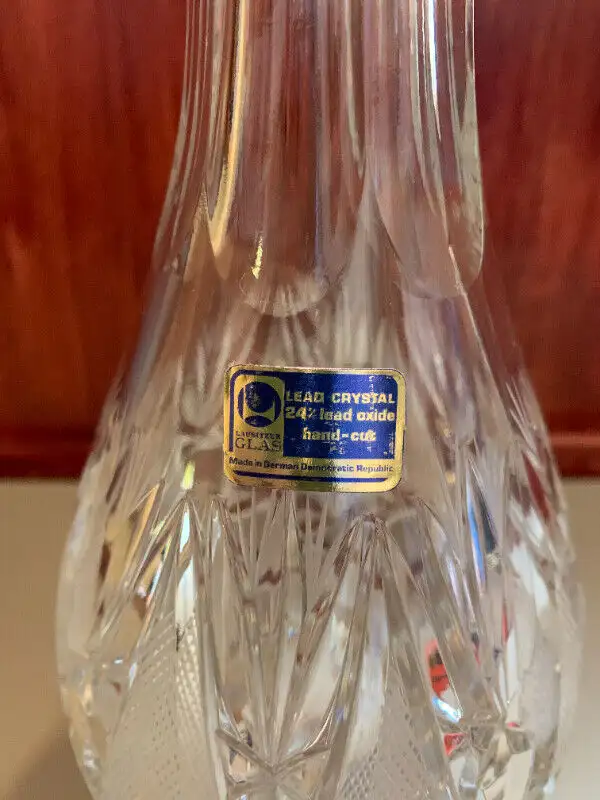 LEAD CRYSTAL
24% lead oxide
hand-cut
LAUSITZER
GLAS
Made in German Democratic Republic